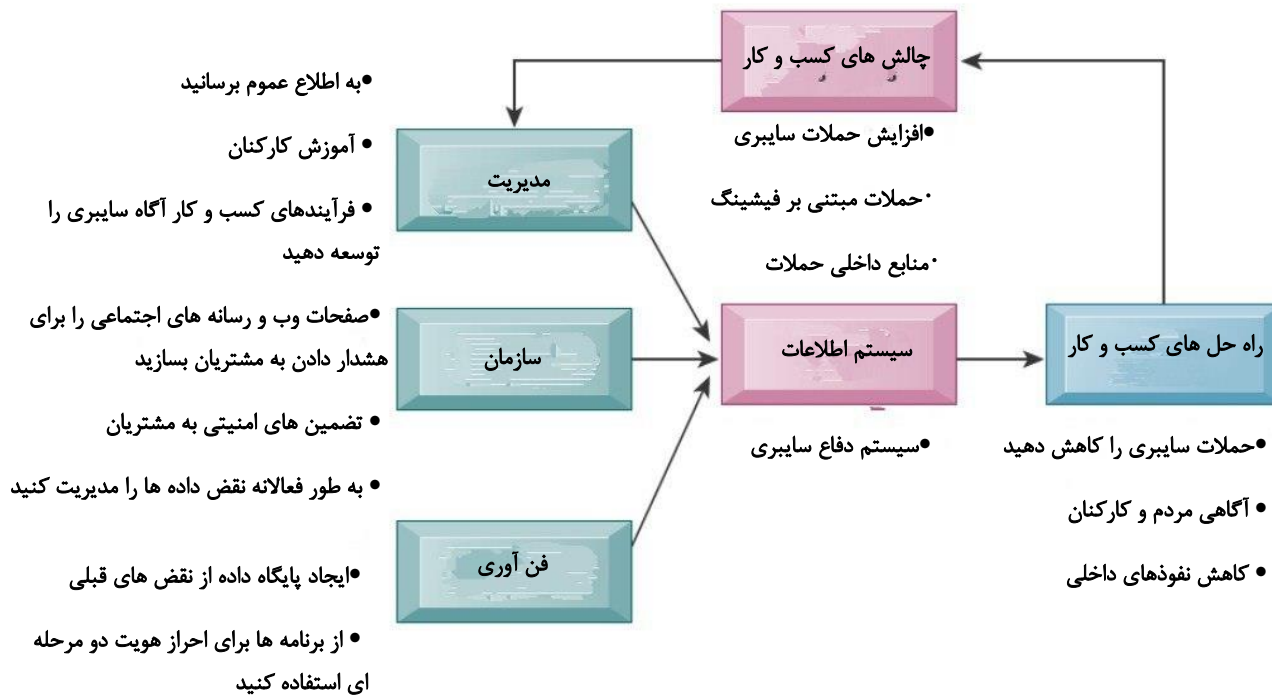 چالش های کسب و کار
•افزایش حملات سایبری
·حملات مبتنی بر فیشینگ
·منابع داخلی حملات
مدیریت
•به اطلاع عموم برسانید
• آموزش کارکنان
• فرآیندهای کسب و کار آگاه سایبری را
توسعه دهید
سازمان
•صفحات وب و رسانه های اجتماعی را برای
هشدار دادن به مشتریان بسازید
• تضمین های امنیتی به مشتریان
• به طور فعالانه نقض داده ها را مدیریت کنید
فن آوری
•ایجاد پایگاه داده از نقض های قبلی
• از برنامه ها برای احراز هویت دو مرحله
ای استفاده کنید
سیستم اطلاعات
•سیستم دفاع سایبری
راه حل های کسب و کار
•حملات سایبری را کاهش دهید
• آگاهی مردم و کارکنان
• کاهش نفوذهای داخلی